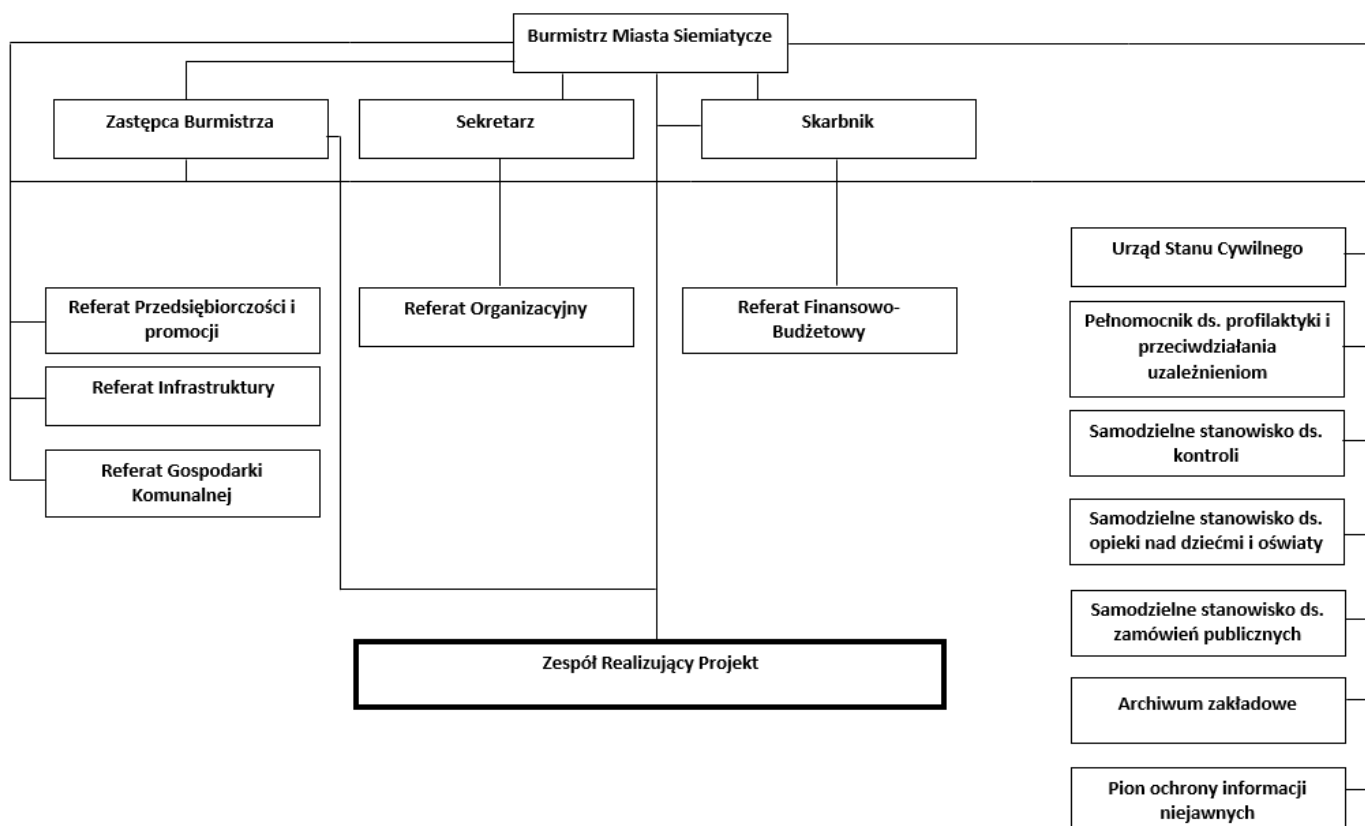 Burmistrz Miasta Siemiatycze
Zastępca Burmistrza
Sekretarz
Skarbnik
Urząd Stanu Cywilnego
Referat Przedsiębiorczości i
promocji
Referat Organizacyjny
Referat Finansowo-
Budżetowy
Pełnomocnik ds. profilaktyki i
przeciwdziałania
uzależnieniom
Referat Infrastruktury
Samodzielne stanowisko ds.
kontroli
Referat Gospodarki
Komunalnej
Samodzielne stanowisko ds.
opieki nad dziećmi i oświaty
Samodzielne stanowisko ds.
zamówień publicznych
Zespół Realizujący Projekt
Archiwum zakładowe
Pion ochrony informacji
niejawnych